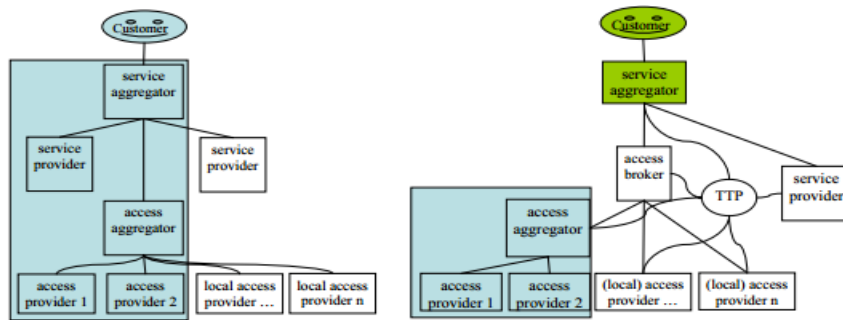 Customer
service
aggregator
service
provider
service
provider
access
aggregator
access
provider 1
access
provider 2
local access
provider ...
local access
provider n
Customer
service
aggregator
access
broker
TTP
service
provider
access
aggregator
access
provider 1
access
provider 2
(local) access
provider ...
(local) access
provider n